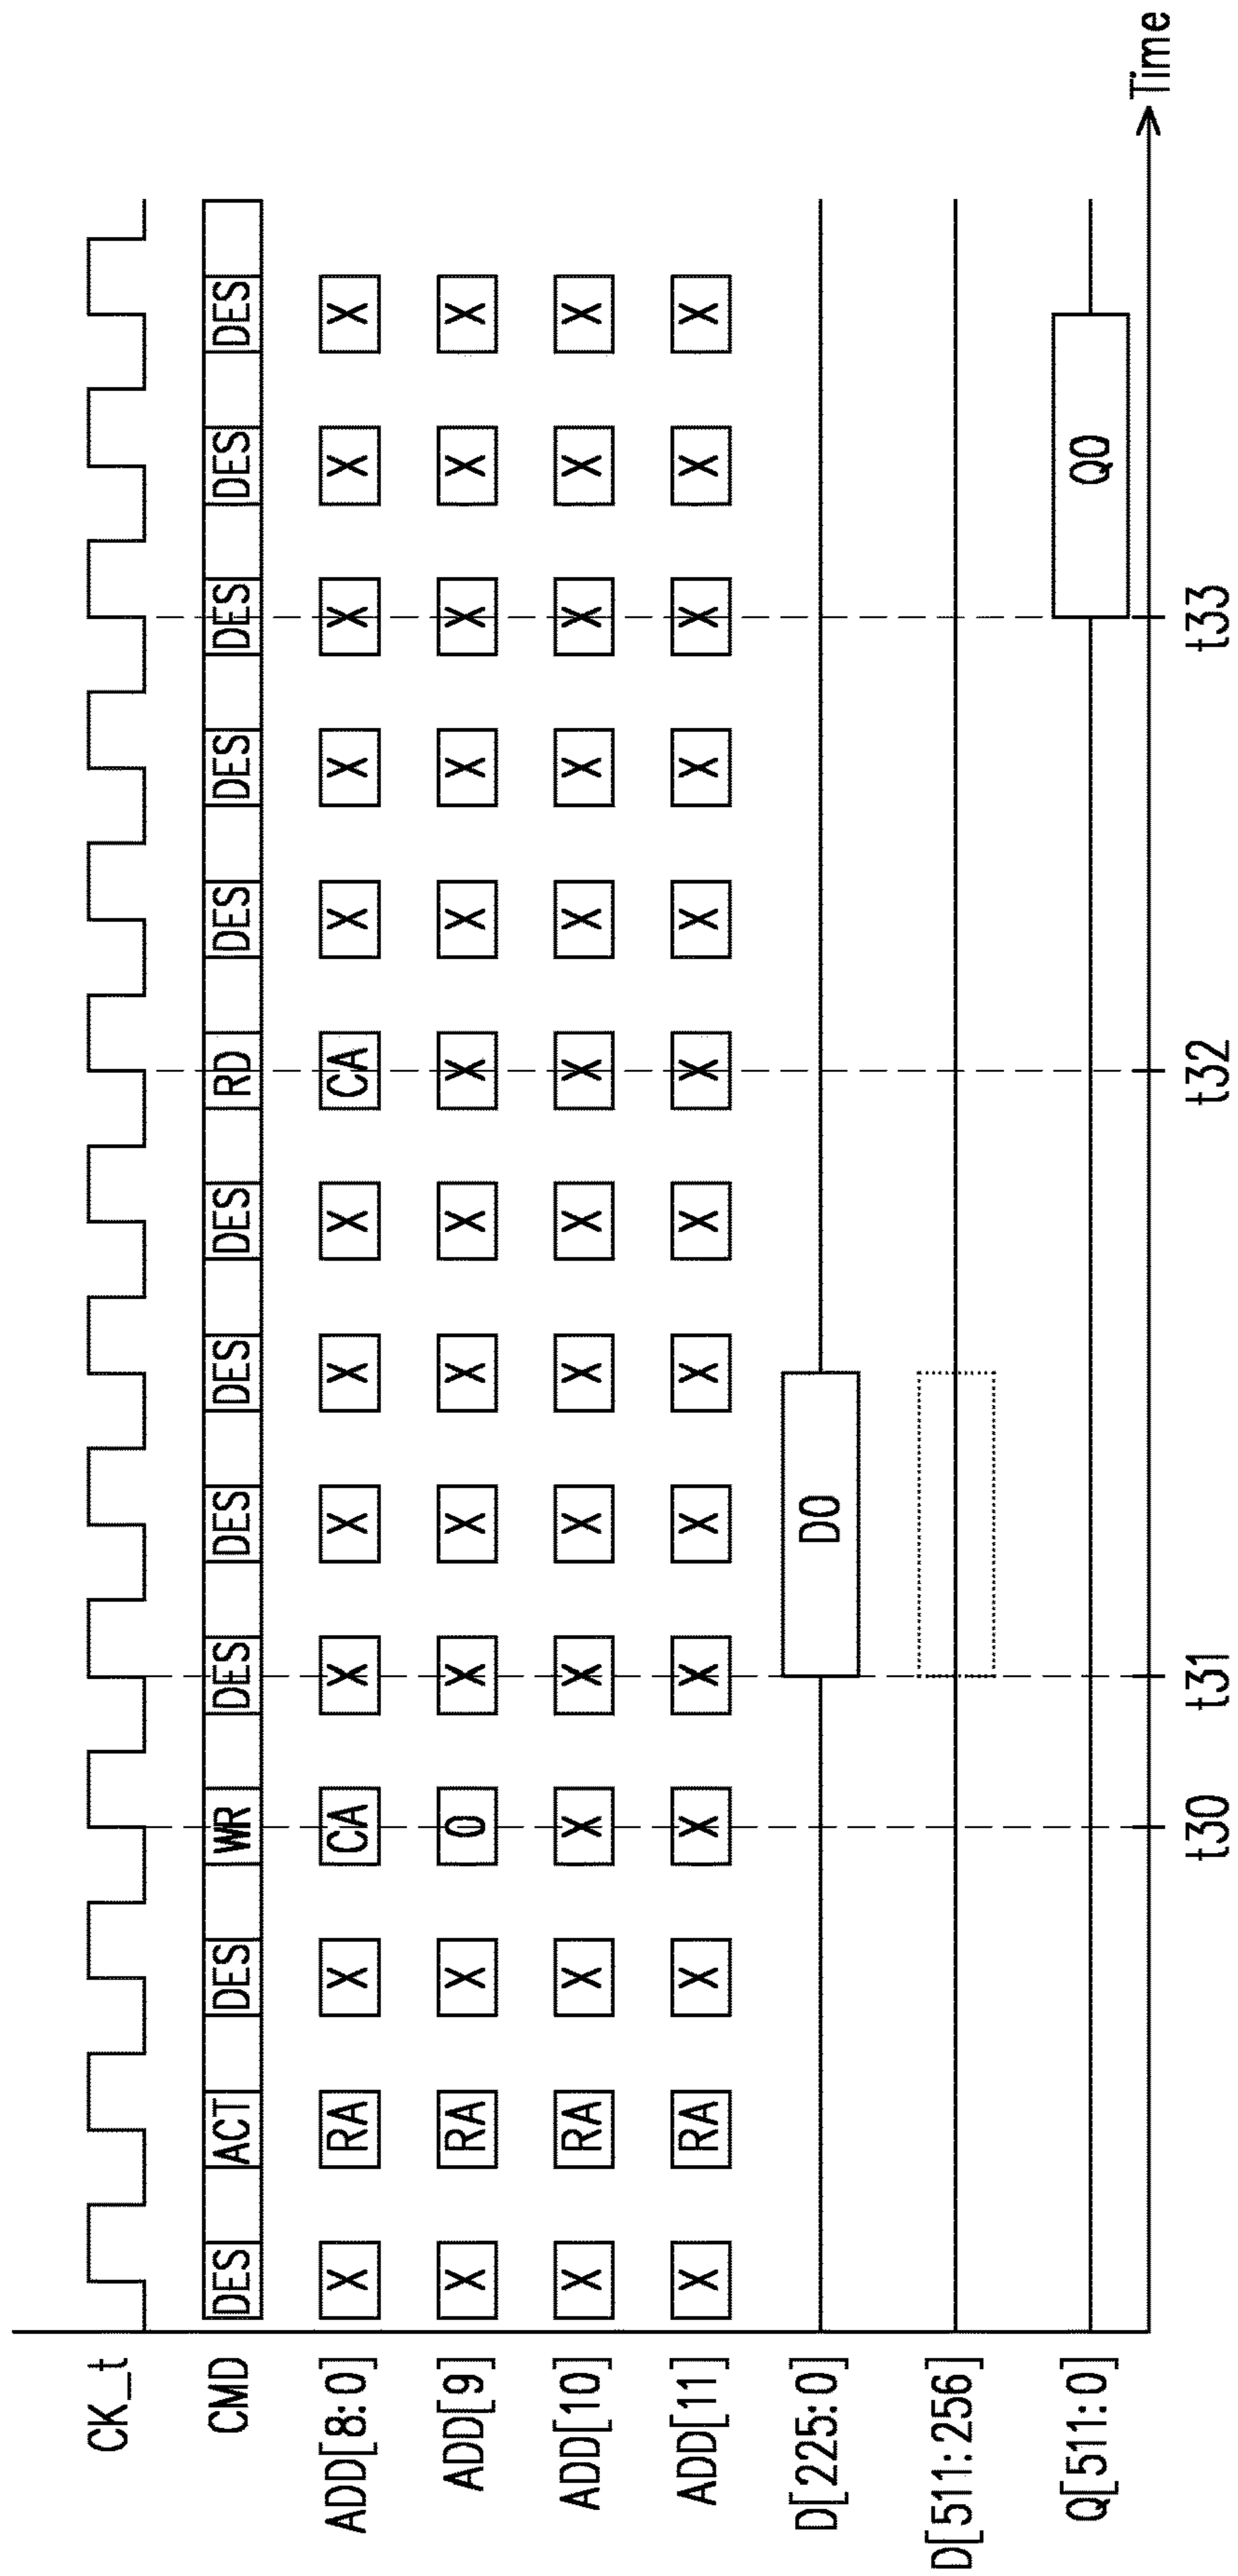 CK_t
CMD DES ACT DES WR DES DES DES DES RD DES DES DES DES DES
ADD[8:0] X RA X CA X X X X CA X X X X X
ADD[9] X RA X 0 X X X X X X X X X X
ADD[10] X RA X X X X X X X X X X X X
ADD[11] X RA X X X X X X X X X X X X
D[225:0] D0
D[511:256]
Q[511:0] Q0
Time
t30 t31 t32 t33